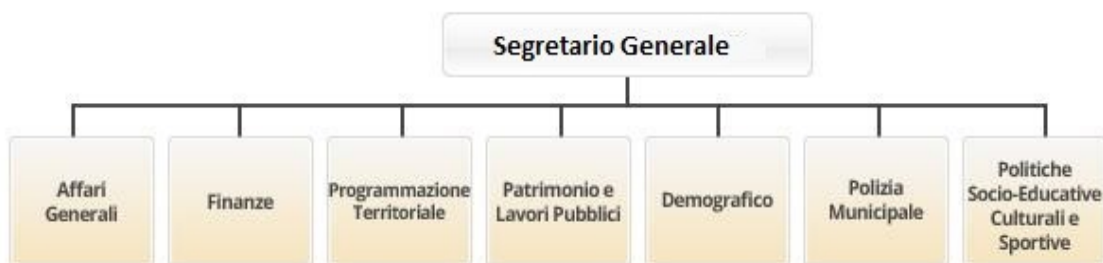 Segretario Generale
Affari
Generali
Finanze
Programmazione
Territoriale
Patrimonio e
Lavori Pubblici
Demografico
Polizia
Municipale
Politiche
Socio-Educative
Culturali e
Sportive